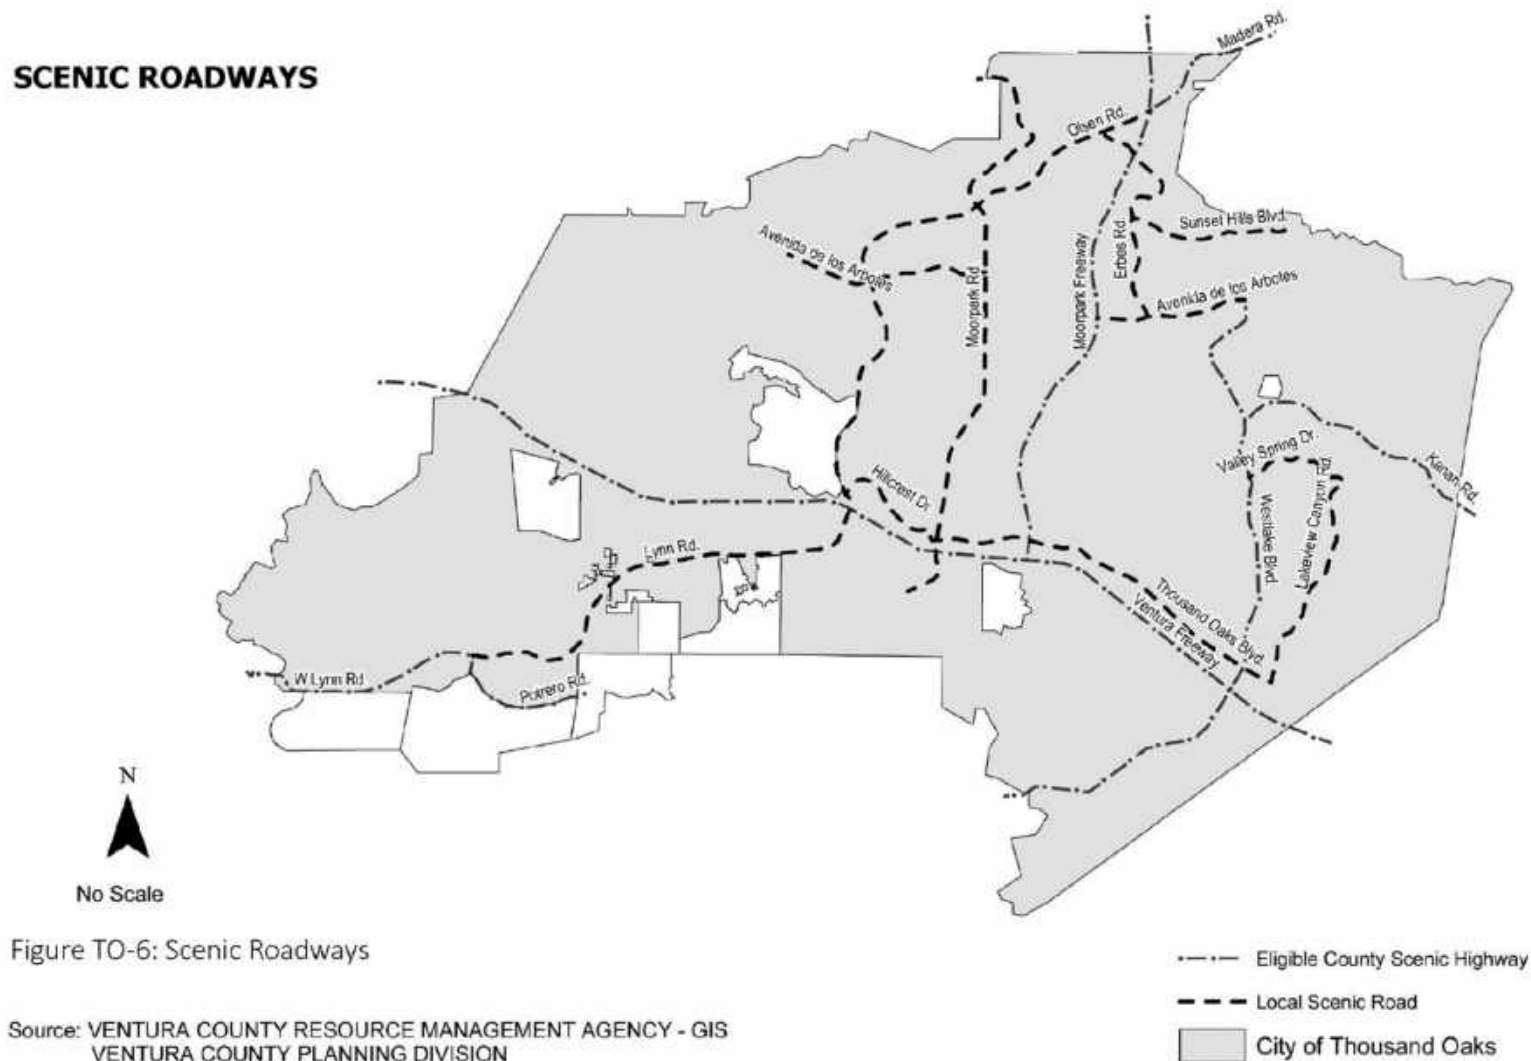 SCENIC ROADWAYS
Madera Rd.
Olsen Rd.
Sunset Hills Blvd.
Avenida de los Arboles
Erbes Rd.
Moorpark Freeway
Moorpark Rd
Avenida de los Arboles
Valley Spring Dr.
Kanan Rd.
Hillcrest Dr.
Westlake Blvd.
Lakeview Canyon Rd.
Lynn Rd.
Thousand Oaks Blvd.
Ventura Freeway
W Lynn Rd
Potrero Rd.
N
No Scale
Figure TO-6: Scenic Roadways
Eligible County Scenic Highway
Local Scenic Road
City of Thousand Oaks
Source: VENTURA COUNTY RESOURCE MANAGEMENT AGENCY - GIS
VENTURA COUNTY PLANNING DIVISION